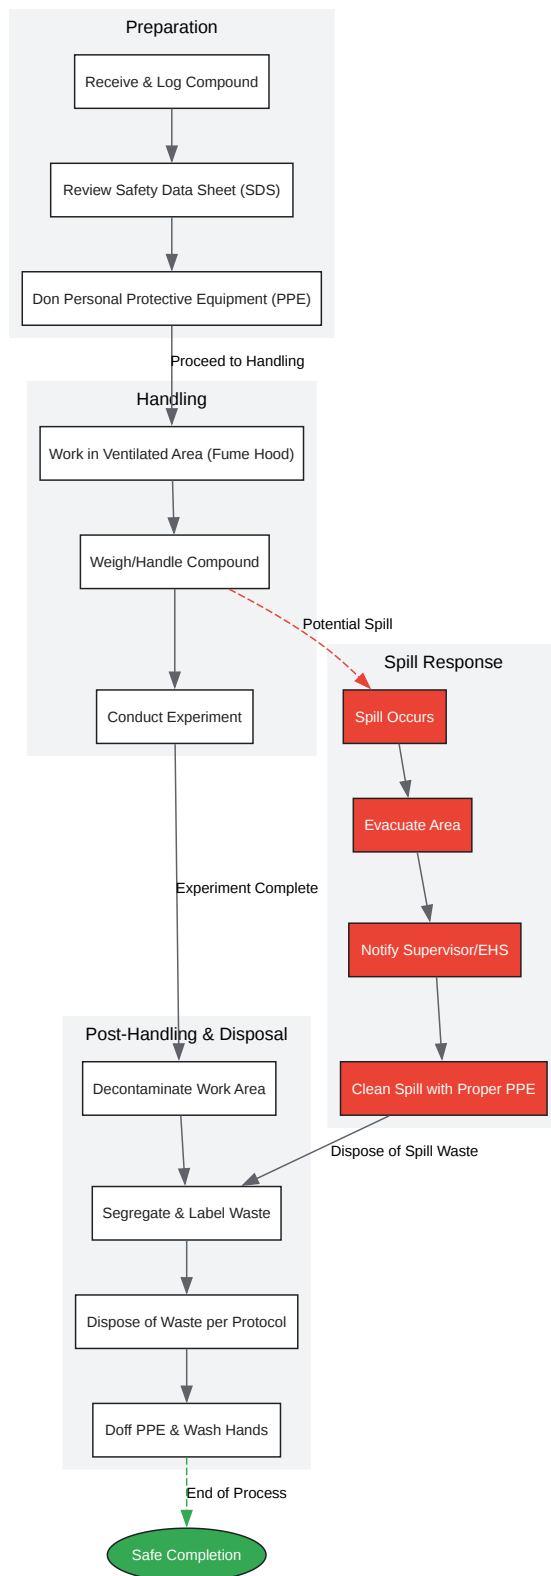 Preparation
Receive & Log Compound
Review Safety Data Sheet (SDS)
Don Personal Protective Equipment (PPE)
Proceed to Handling
Handling
Work in Ventilated Area (Fume Hood)
Weigh/Handle Compound
Potential Spill
Conduct Experiment
Spill Response
Spill Occurs
Evacuate Area
Notify Supervisor/EHS
Clean Spill with Proper PPE
Experiment Complete
Dispose of Spill Waste
Post-Handling & Disposal
Decontaminate Work Area
Segregate & Label Waste
Dispose of Waste per Protocol
Doff PPE & Wash Hands
End of Process
Safe Completion